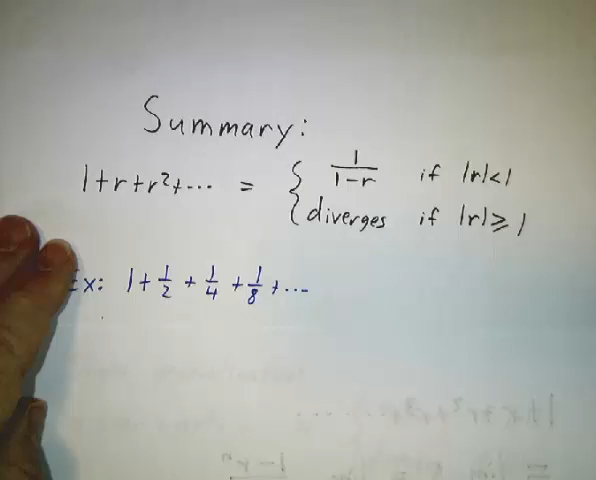 Summary:
1+r+r²+... = { 1/(1-r) if |r|<1
diverges if |r|⩾1
Ex: 1+1/2+1/4+1/8+...